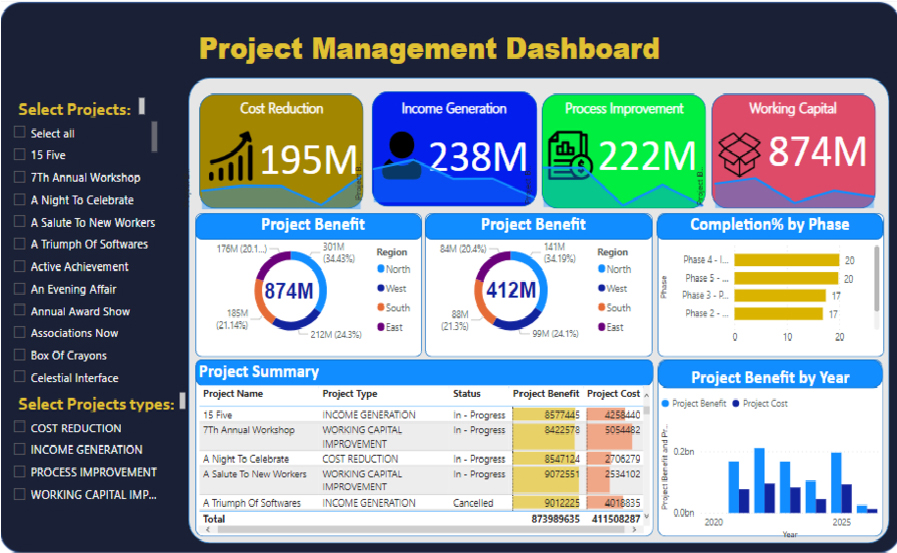 Project Management Dashboard
Select Projects:
Select all
15 Five
7Th Annual Workshop
A Night To Celebrate
A Salute To New Workers
A Triumph Of Softwares
Active Achievement
An Evening Affair
Annual Award Show
Associations Now
Box Of Crayons
Celestial Interface
Select Projects types:
COST REDUCTION
INCOME GENERATION
PROCESS IMPROVEMENT
WORKING CAPITAL IMP...
Cost Reduction
195M
Income Generation
238M
Process Improvement
222M
Project B...
Working Capital
874M
Project Benefit
176M (20.1...)
301M
(34.43%)
874M
185M
(21.14%)
212M (24.3%)
Region
North
West
South
East
Project Benefit
84M (20.4%)
141M
(34.19%)
412M
88M
(21.3%)
99M (24.1%)
Region
North
West
South
East
Completion% by Phase
Phase
Phase 4 - I... 20
Phase 5 - ... 20
Phase 3 - P... 17
Phase 2 - ... 17
0 10 20
Project Summary
Project Name Project Type Status Project Benefit Project Cost
15 Five INCOME GENERATION In - Progress 8577445 4258440
7Th Annual Workshop WORKING CAPITAL In - Progress 8422578 5054482
IMPROVEMENT
A Night To Celebrate COST REDUCTION In - Progress 8547124 2706279
A Salute To New Workers WORKING CAPITAL In - Progress 9072551 2534102
IMPROVEMENT
A Triumph Of Softwares INCOME GENERATION Cancelled 9012225 4018835
Total 873989635 411508287
Project Benefit by Year
Project Benefit Project Cost
Project Benefit and Pr...
0.2bn
0.0bn
2020 2025
Year